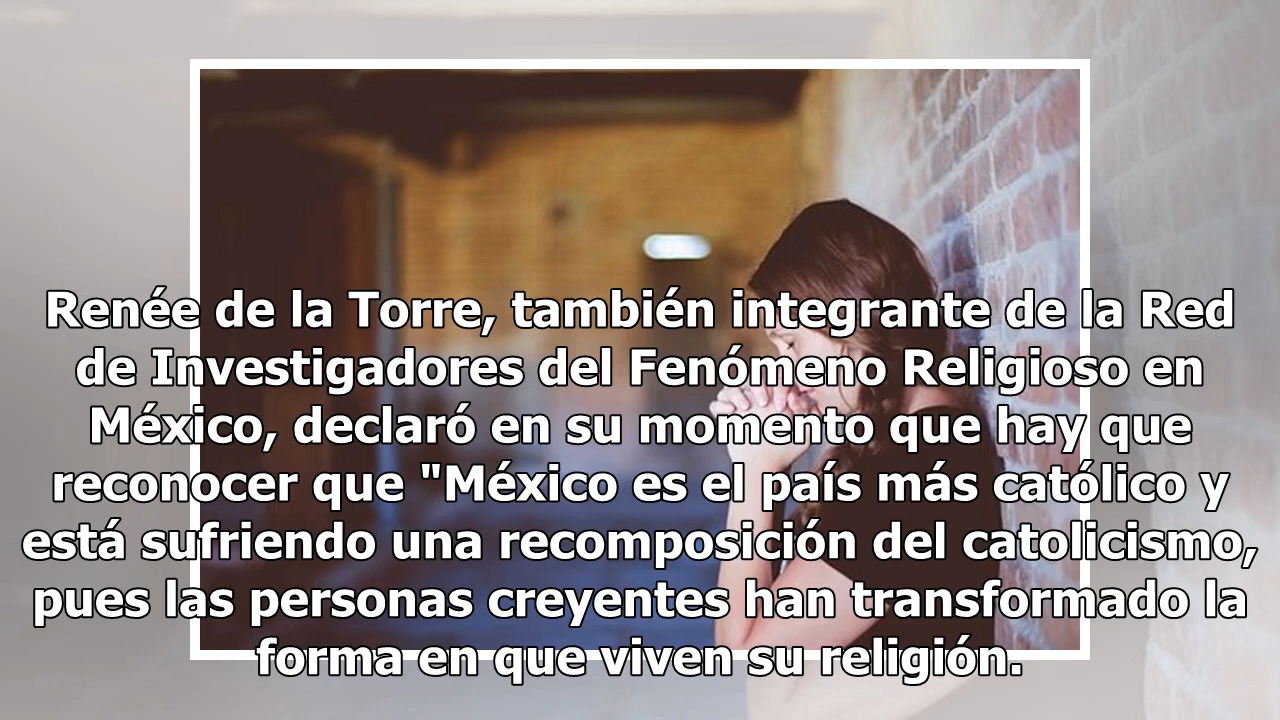 Renée de la Torre, también integrante de la Red
de Investigadores del Fenómeno Religioso en
México, declaró en su momento que hay que
reconocer que "México es el país más católico y
está sufriendo una recomposición del catolicismo,
pues las personas creyentes han transformado la
forma en que viven su religión.